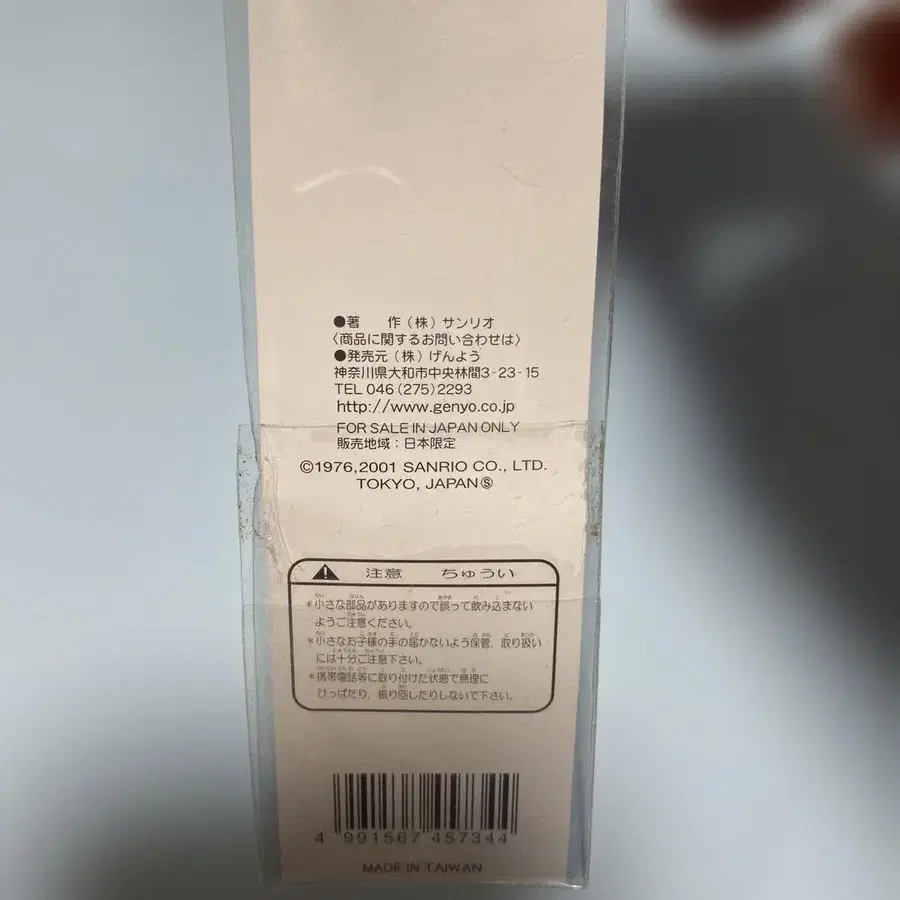 ●著 作(株)サンリオ
〈商品に関するお問い合わせは〉
●発売元(株)げんよう
神奈川県大和市中央林間3-23-15
TEL 046(275)2293
http://www.genyo.co.jp
FOR SALE IN JAPAN ONLY
販売地域:日本限定
©1976,2001 SANRIO CO., LTD.
TOKYO, JAPANⓈ
注意 ちゅうい
*小さな部品がありますので誤って飲み込まない
ようご注意ください。
*小さなお子様の手の届かないよう保管、取り扱い
には十分ご注意下さい。
*携帯電話等に取り付けた状態で無理に
ひっぱたり、振り回したりしないで下さい。
4 991567 457344
MADE IN TAIWAN